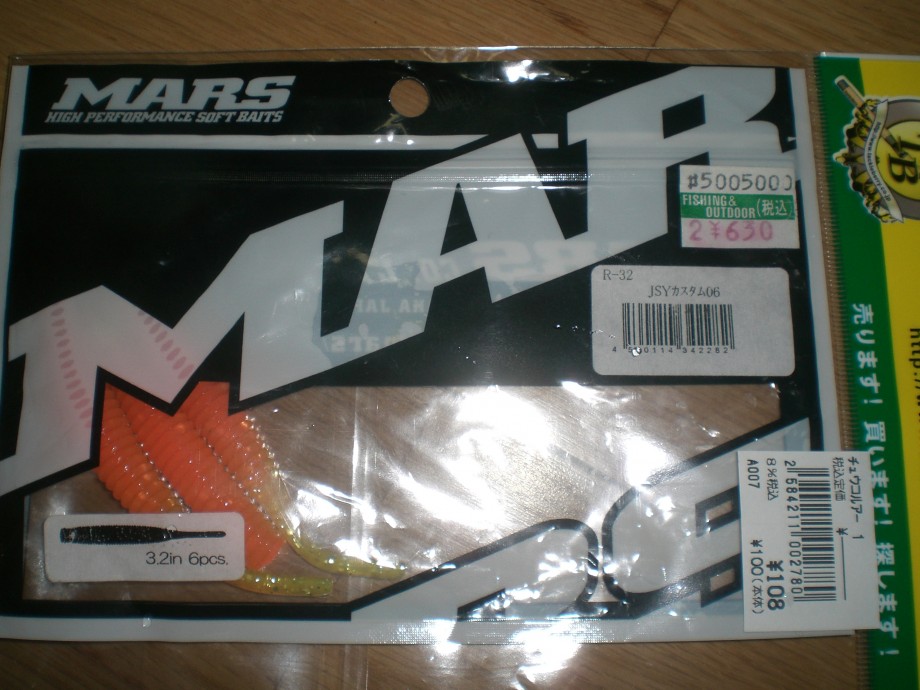 MARS
HIGH PERFORMANCE SOFT BAITS
MAR
#5005000
FISHING&
OUTDOOR(税込)
2¥630
R-32
JSYカスタム06
3.2in 6pcs.
チュウコルアー 1
税込定価 ¥
2584211002780
8%税込 ¥108
A007 ¥100(本体)
売ります!買います!探します!
http://w